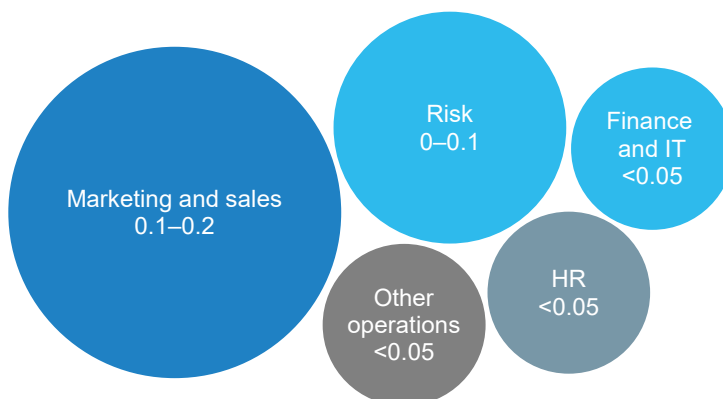 Marketing and sales
0.1–0.2
Risk
0–0.1
Finance
and IT
<0.05
Other
operations
<0.05
HR
<0.05